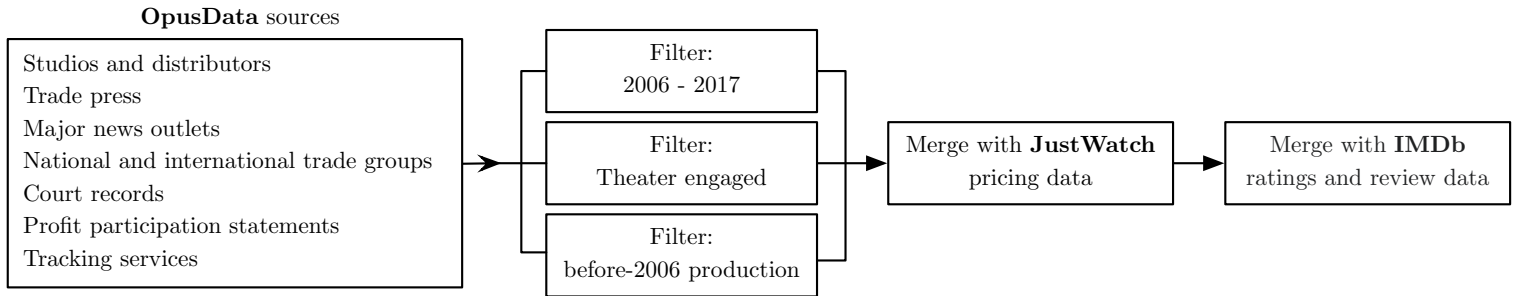 OpusData sources
Studios and distributors
Trade press
Major news outlets
National and international trade groups
Court records
Profit participation statements
Tracking services
Filter:
2006 - 2017
Filter:
Theater engaged
Filter:
before-2006 production
Merge with JustWatch
pricing data
Merge with IMDb
ratings and review data